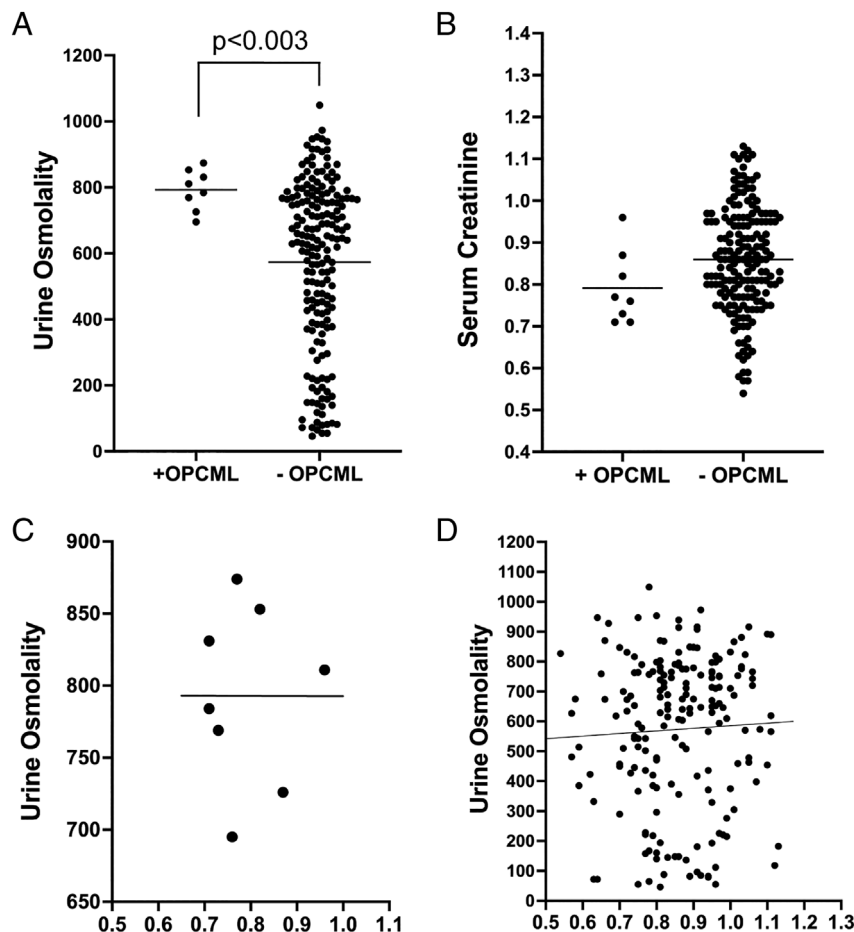 A
p<0.003
Urine Osmolality
1200
1000
800
600
400
200
0
+OPCML
- OPCML
B
Serum Creatinine
1.4
1.3
1.2
1.1
1.0
0.9
0.8
0.7
0.6
0.5
0.4
+ OPCML
- OPCML
C
Urine Osmolality
900
850
800
750
700
650
0.5 0.6 0.7 0.8 0.9 1.0 1.1
D
Urine Osmolality
1200
1100
1000
900
800
700
600
500
400
300
200
100
0
0.5 0.6 0.7 0.8 0.9 1.0 1.1 1.2 1.3